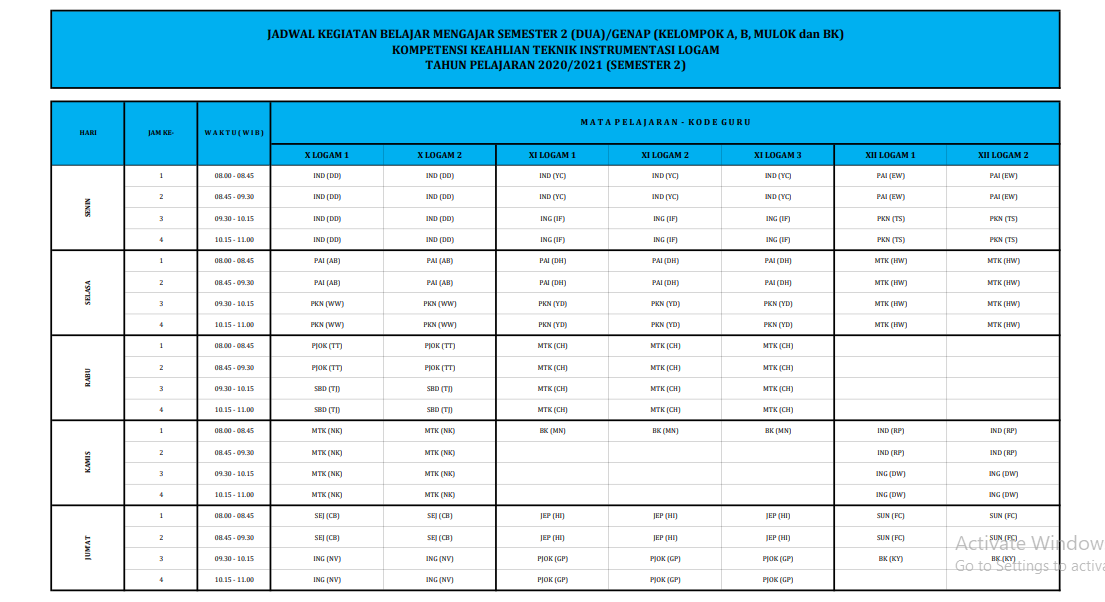 JADWAL KEGIATAN BELAJAR MENGAJAR SEMESTER 2 (DUA)/GENAP (KELOMPOK A, B, MULOK dan BK)
KOMPETENSI KEAHLIAN TEKNIK INSTRUMENTASI LOGAM
TAHUN PELAJARAN 2020/2021 (SEMESTER 2)
HARI JAM KE- WAKTU (WIB) MATA PELAJARAN - KODE GURU
X LOGAM 1 X LOGAM 2 XI LOGAM 1 XI LOGAM 2 XI LOGAM 3 XII LOGAM 1 XII LOGAM 2
SENIN
1 08.00 - 08.45 IND (DD) IND (DD) IND (YC) IND (YC) IND (YC) PAI (EW) PAI (EW)
2 08.45 - 09.30 IND (DD) IND (DD) IND (YC) IND (YC) IND (YC) PAI (EW) PAI (EW)
3 09.30 - 10.15 IND (DD) IND (DD) ING (IF) ING (IF) ING (IF) PKN (TS) PKN (TS)
4 10.15 - 11.00 IND (DD) IND (DD) ING (IF) ING (IF) ING (IF) PKN (TS) PKN (TS)
SELASA
1 08.00 - 08.45 PAI (AB) PAI (AB) PAI (DH) PAI (DH) PAI (DH) MTK (HW) MTK (HW)
2 08.45 - 09.30 PAI (AB) PAI (AB) PAI (DH) PAI (DH) PAI (DH) MTK (HW) MTK (HW)
3 09.30 - 10.15 PKN (WW) PKN (WW) PKN (YD) PKN (YD) PKN (YD) MTK (HW) MTK (HW)
4 10.15 - 11.00 PKN (WW) PKN (WW) PKN (YD) PKN (YD) PKN (YD) MTK (HW) MTK (HW)
RABU
1 08.00 - 08.45 PJOK (TT) PJOK (TT) MTK (CH) MTK (CH) MTK (CH)
2 08.45 - 09.30 PJOK (TT) PJOK (TT) MTK (CH) MTK (CH) MTK (CH)
3 09.30 - 10.15 SBD (TJ) SBD (TJ) MTK (CH) MTK (CH) MTK (CH)
4 10.15 - 11.00 SBD (TJ) SBD (TJ) MTK (CH) MTK (CH) MTK (CH)
KAMIS
1 08.00 - 08.45 MTK (NK) MTK (NK) BK (MN) BK (MN) BK (MN) IND (RP) IND (RP)
2 08.45 - 09.30 MTK (NK) MTK (NK) IND (RP) IND (RP)
3 09.30 - 10.15 MTK (NK) MTK (NK) ING (DW) ING (DW)
4 10.15 - 11.00 MTK (NK) MTK (NK) ING (DW) ING (DW)
JUM'AT
1 08.00 - 08.45 SEJ (CB) SEJ (CB) JEP (HI) JEP (HI) JEP (HI) SUN (FC) SUN (FC)
2 08.45 - 09.30 SEJ (CB) SEJ (CB) JEP (HI) JEP (HI) JEP (HI) SUN (FC) SUN (FC)
3 09.30 - 10.15 ING (NV) ING (NV) PJOK (GP) PJOK (GP) PJOK (GP) BK (KY) BK (KY)
4 10.15 - 11.00 ING (NV) ING (NV) PJOK (GP) PJOK (GP) PJOK (GP)
Activate Window
Go to Settings to activa